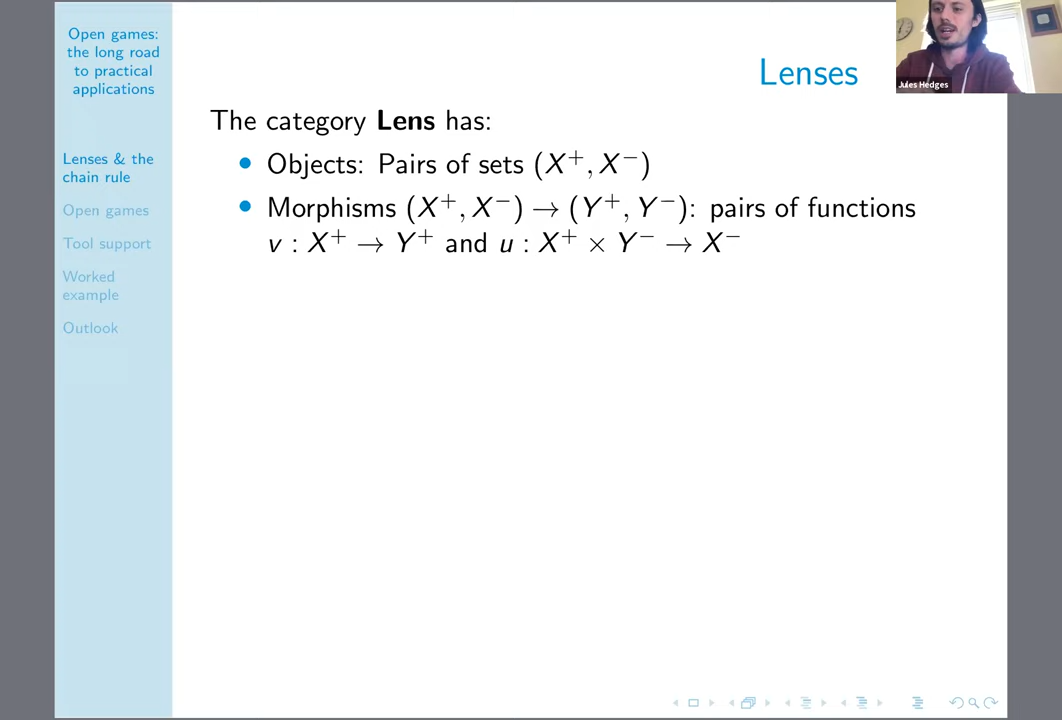 Open games:
the long road
to practical
applications
Lenses & the
chain rule
Open games
Tool support
Worked
example
Outlook
Lenses
Jules Hedges
The category Lens has:
• Objects: Pairs of sets (X⁺, X⁻)
• Morphisms (X⁺, X⁻) → (Y⁺, Y⁻): pairs of functions
v : X⁺ → Y⁺ and u : X⁺ × Y⁻ → X⁻